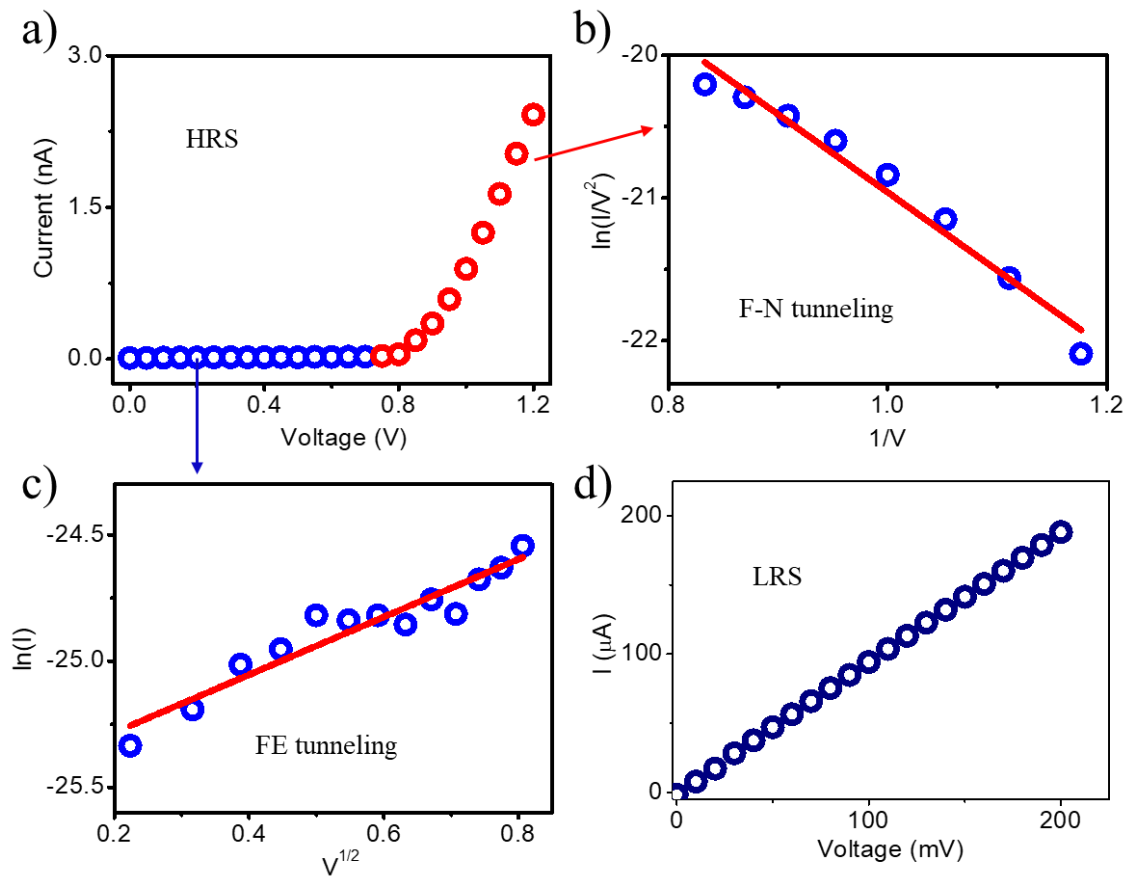 a)
3.0
1.5
0.0
Current (nA)
HRS
0.0 0.4 0.8 1.2
Voltage (V)
b)
-20
-21
-22
ln(I/V²)
F-N tunneling
0.8 1.0 1.2
1/V
c)
-24.5
-25.0
-25.5
ln(I)
FE tunneling
0.2 0.4 0.6 0.8
V^1/2
d)
200
100
0
I (μA)
LRS
0 100 200
Voltage (mV)